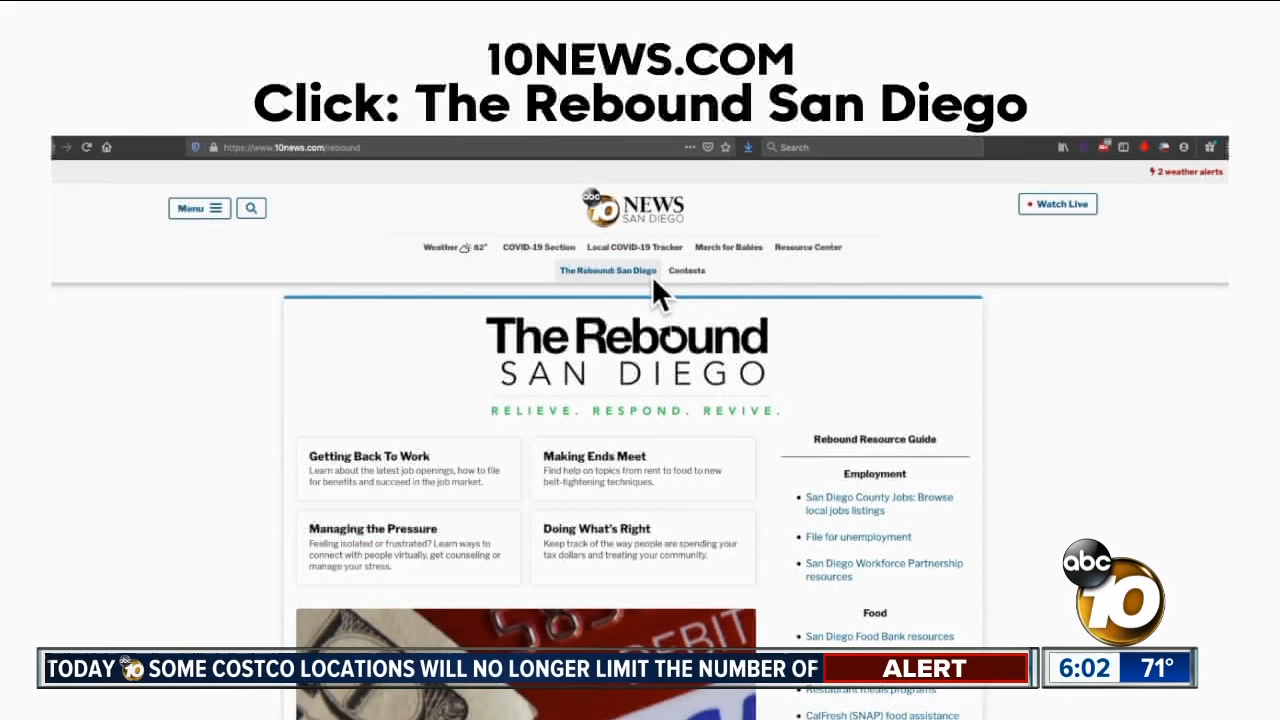 10NEWS.COM
Click: The Rebound San Diego
https://www.10news.com/rebound
Search
2 weather alerts
Menu
abc 10 NEWS
SAN DIEGO
Watch Live
Weather 62° COVID-19 Section Local COVID-19 Tracker March for Babies Resource Center
The Rebound: San Diego Contests
The Rebound
SAN DIEGO
RELIEVE. RESPOND. REVIVE.
Getting Back To Work
Learn about the latest job openings, how to file
for benefits and succeed in the job market.
Making Ends Meet
Find help on topics from rent to food to new
belt-tightening techniques.
Managing the Pressure
Feeling isolated or frustrated? Learn ways to
connect with people virtually, get counseling or
manage your stress.
Doing What's Right
Keep track of the way people are spending your
tax dollars and treating your community.
Rebound Resource Guide
Employment
San Diego County Jobs: Browse
local jobs listings
File for unemployment
San Diego Workforce Partnership
resources
Food
San Diego Food Bank resources
Restaurant meals programs
CalFresh (SNAP) food assistance
585
DEBIT
abc 10
TODAY abc 10 SOME COSTCO LOCATIONS WILL NO LONGER LIMIT THE NUMBER OF
ALERT
6:02 71°